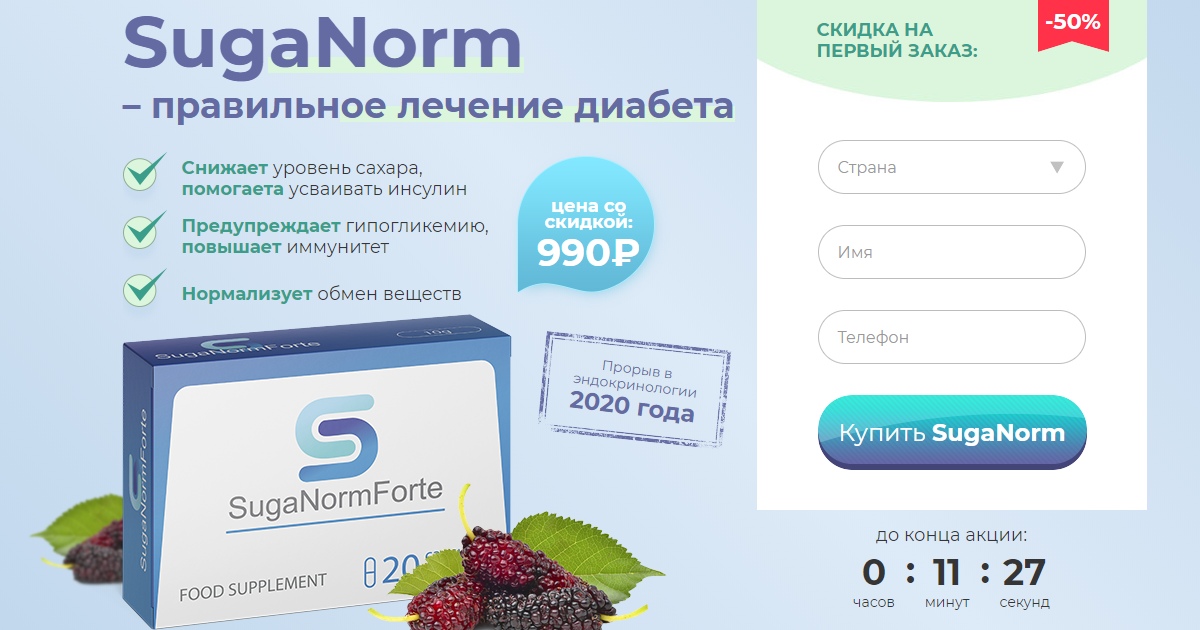 SugaNorm
– правильное лечение диабета
Снижает уровень сахара,
помогаета усваивать инсулин
Предупреждает гипогликемию,
повышает иммунитет
Нормализует обмен веществ
цена со
скидкой:
990₽
Прорыв в
эндокринологии
2020 года
SugaNormForte
SugaNormForte
SugaNormForte
FOOD SUPPLEMENT
20
СКИДКА НА
ПЕРВЫЙ ЗАКАЗ:
-50%
Страна
Имя
Телефон
Купить SugaNorm
до конца акции:
0 : 11 : 27
часов минут секунд